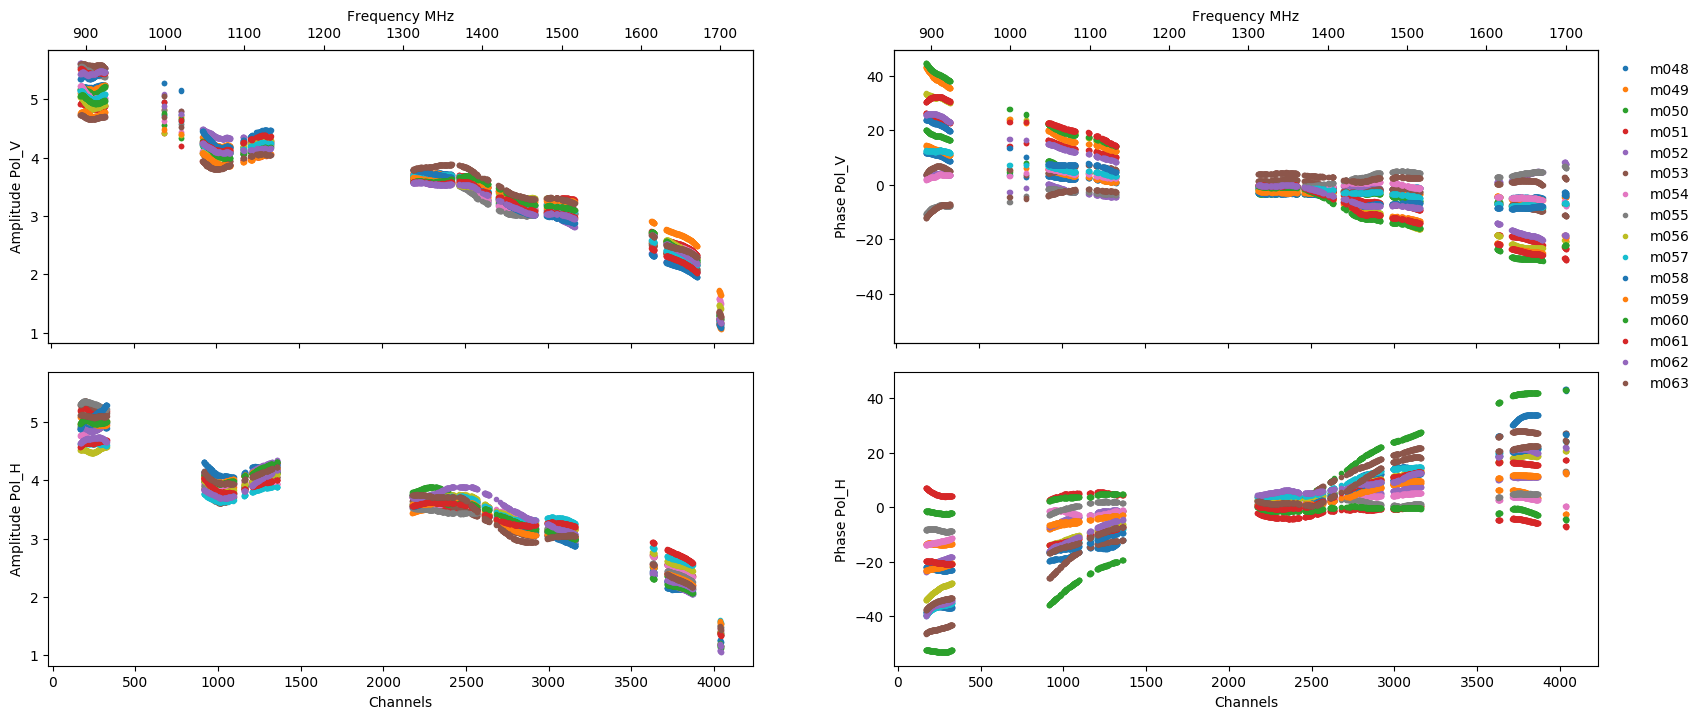 Frequency MHz Frequency MHz
900 1000 1100 1200 1300 1400 1500 1600 1700 900 1000 1100 1200 1300 1400 1500 1600 1700
Amplitude Pol_V
5
4
3
2
1
Phase Pol_V
40
20
0
−20
−40
m048
m049
m050
m051
m052
m053
m054
m055
m056
m057
m058
m059
m060
m061
m062
m063
Amplitude Pol_H
5
4
3
2
1
Phase Pol_H
40
20
0
−20
−40
0 500 1000 1500 2000 2500 3000 3500 4000 0 500 1000 1500 2000 2500 3000 3500 4000
Channels Channels